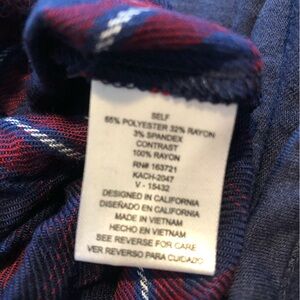 SELF
65% POLYESTER 32% RAYON
3% SPANDEX
CONTRAST
100% RAYON
RN# 163721
KACH-2047
V - 15432
DESIGNED IN CALIFORNIA
DISEÑADO EN CALIFORNIA
MADE IN VIETNAM
HECHO EN VIETNAM
SEE REVERSE FOR CARE
VER REVERSO PARA CUIDADO